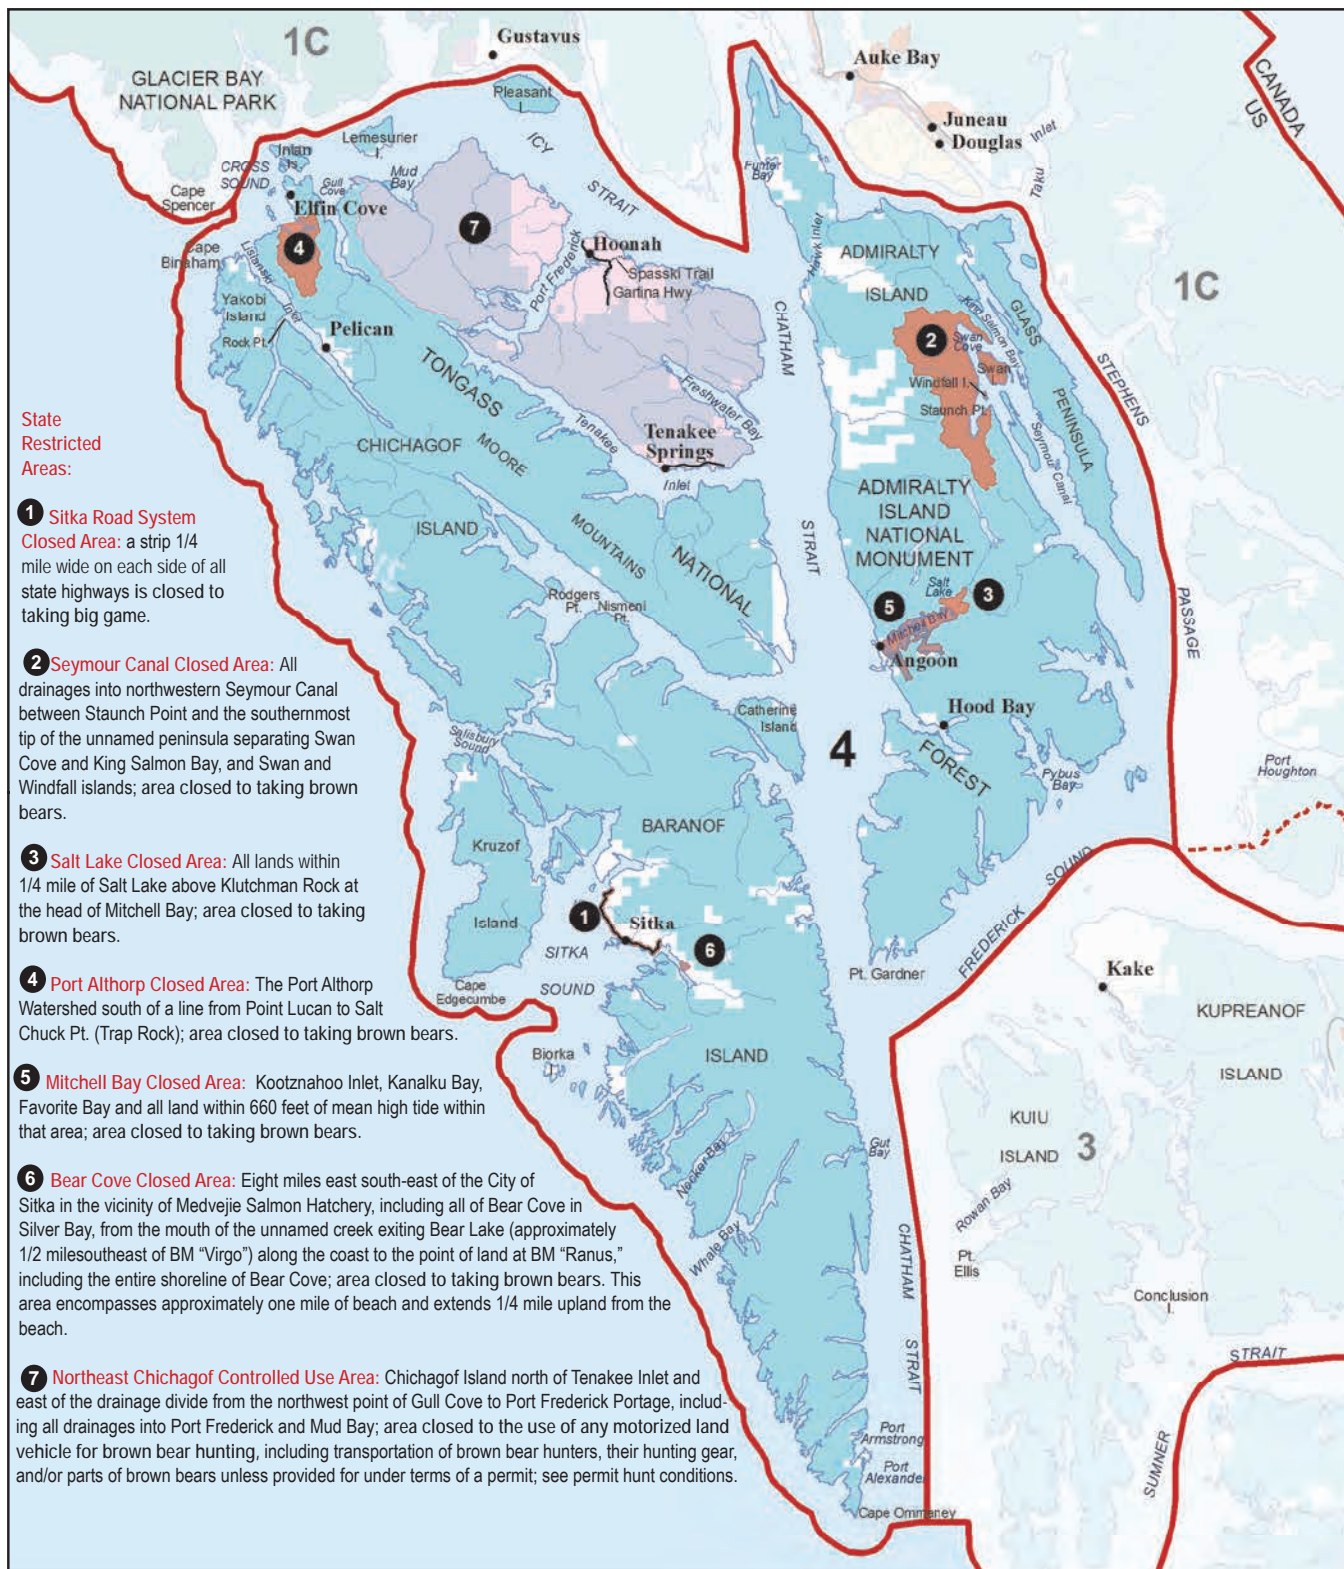 1C
Gustavus
GLACIER BAY
NATIONAL PARK
Pleasant
I.
Auke Bay
CANADA
US
Juneau
Douglas
Lemesurier
I.
ICY
STRAIT
Inian
Is.
CROSS
SOUND
Gull
Cove
Mud
Bay
Funter
Bay
Taku
Inlet
Cape
Spencer
Elfin Cove
7
4
Cape
Bingham
Lisianski
Inlet
Hoonah
Spasski Trail
Gartina Hwy
Port Frederick
Hawk Inlet
ADMIRALTY
ISLAND
GLASS
PENINSULA
1C
Yakobi
Island
Rock Pt.
Pelican
CHATHAM
STRAIT
2
King Salmon Bay
Swan
Cove
Swan
I.
Windfall I.
Staunch Pt.
Seymour Canal
STEPHENS
PASSAGE
TONGASS
NATIONAL
FOREST
Freshwater Bay
Tenakee
Springs
Tenakee
Inlet
CHICHAGOF
ISLAND
MOORE
MOUNTAINS
ADMIRALTY
ISLAND
NATIONAL
MONUMENT
Salt
Lake
3
5
Mitchell Bay
Angoon
Rodgers
Pt.
Nismeni
Pt.
Hood Bay
Catherine
Island
4
Salisbury
Sound
Pybus
Bay
Port
Houghton
BARANOF
ISLAND
Kruzof
Island
1
Sitka
6
SITKA
SOUND
Cape
Edgecumbe
Pt. Gardner
FREDERICK
SOUND
Kake
KUPREANOF
ISLAND
Biorka
I.
KUIU
ISLAND
3
Gut
Bay
Necker Bay
Whale Bay
Rowan Bay
Pt.
Ellis
Conclusion
I.
CHATHAM
STRAIT
SUMNER
STRAIT
Port
Armstrong
Port
Alexander
Cape Ommaney
State
Restricted
Areas:
1 Sitka Road System
Closed Area: a strip 1/4
mile wide on each side of all
state highways is closed to
taking big game.
2 Seymour Canal Closed Area: All
drainages into northwestern Seymour Canal
between Staunch Point and the southernmost
tip of the unnamed peninsula separating Swan
Cove and King Salmon Bay, and Swan and
Windfall islands; area closed to taking brown
bears.
3 Salt Lake Closed Area: All lands within
1/4 mile of Salt Lake above Klutchman Rock at
the head of Mitchell Bay; area closed to taking
brown bears.
4 Port Althorp Closed Area: The Port Althorp
Watershed south of a line from Point Lucan to Salt
Chuck Pt. (Trap Rock); area closed to taking brown bears.
5 Mitchell Bay Closed Area: Kootznahoo Inlet, Kanalku Bay,
Favorite Bay and all land within 660 feet of mean high tide within
that area; area closed to taking brown bears.
6 Bear Cove Closed Area: Eight miles east south-east of the City of
Sitka in the vicinity of Medvejie Salmon Hatchery, including all of Bear Cove in
Silver Bay, from the mouth of the unnamed creek exiting Bear Lake (approximately
1/2 milesoutheast of BM “Virgo”) along the coast to the point of land at BM “Ranus,”
including the entire shoreline of Bear Cove; area closed to taking brown bears. This
area encompasses approximately one mile of beach and extends 1/4 mile upland from the
beach.
7 Northeast Chichagof Controlled Use Area: Chichagof Island north of Tenakee Inlet and
east of the drainage divide from the northwest point of Gull Cove to Port Frederick Portage, includ-
ing all drainages into Port Frederick and Mud Bay; area closed to the use of any motorized land
vehicle for brown bear hunting, including transportation of brown bear hunters, their hunting gear,
and/or parts of brown bears unless provided for under terms of a permit; see permit hunt conditions.